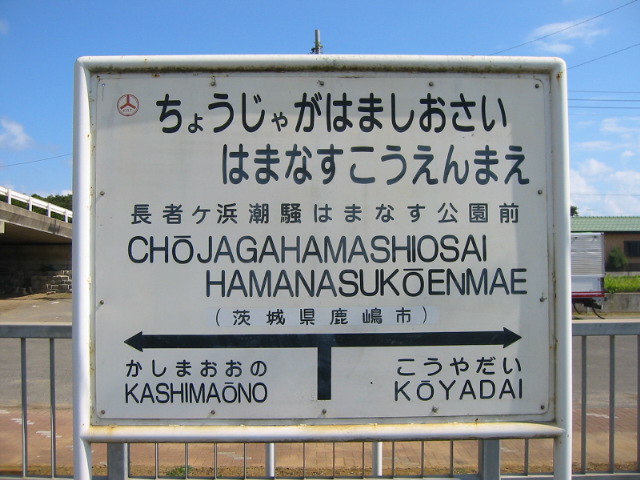 ちょうじゃがはましおさい
はまなすこうえんまえ
長者ヶ浜潮騒はまなす公園前
CHŌJAGAHAMASHIOSAI
HAMANASUKŌENMAE
(茨城県鹿嶋市)
かしまおおの
KASHIMAŌNO
こうやだい
KŌYADAI